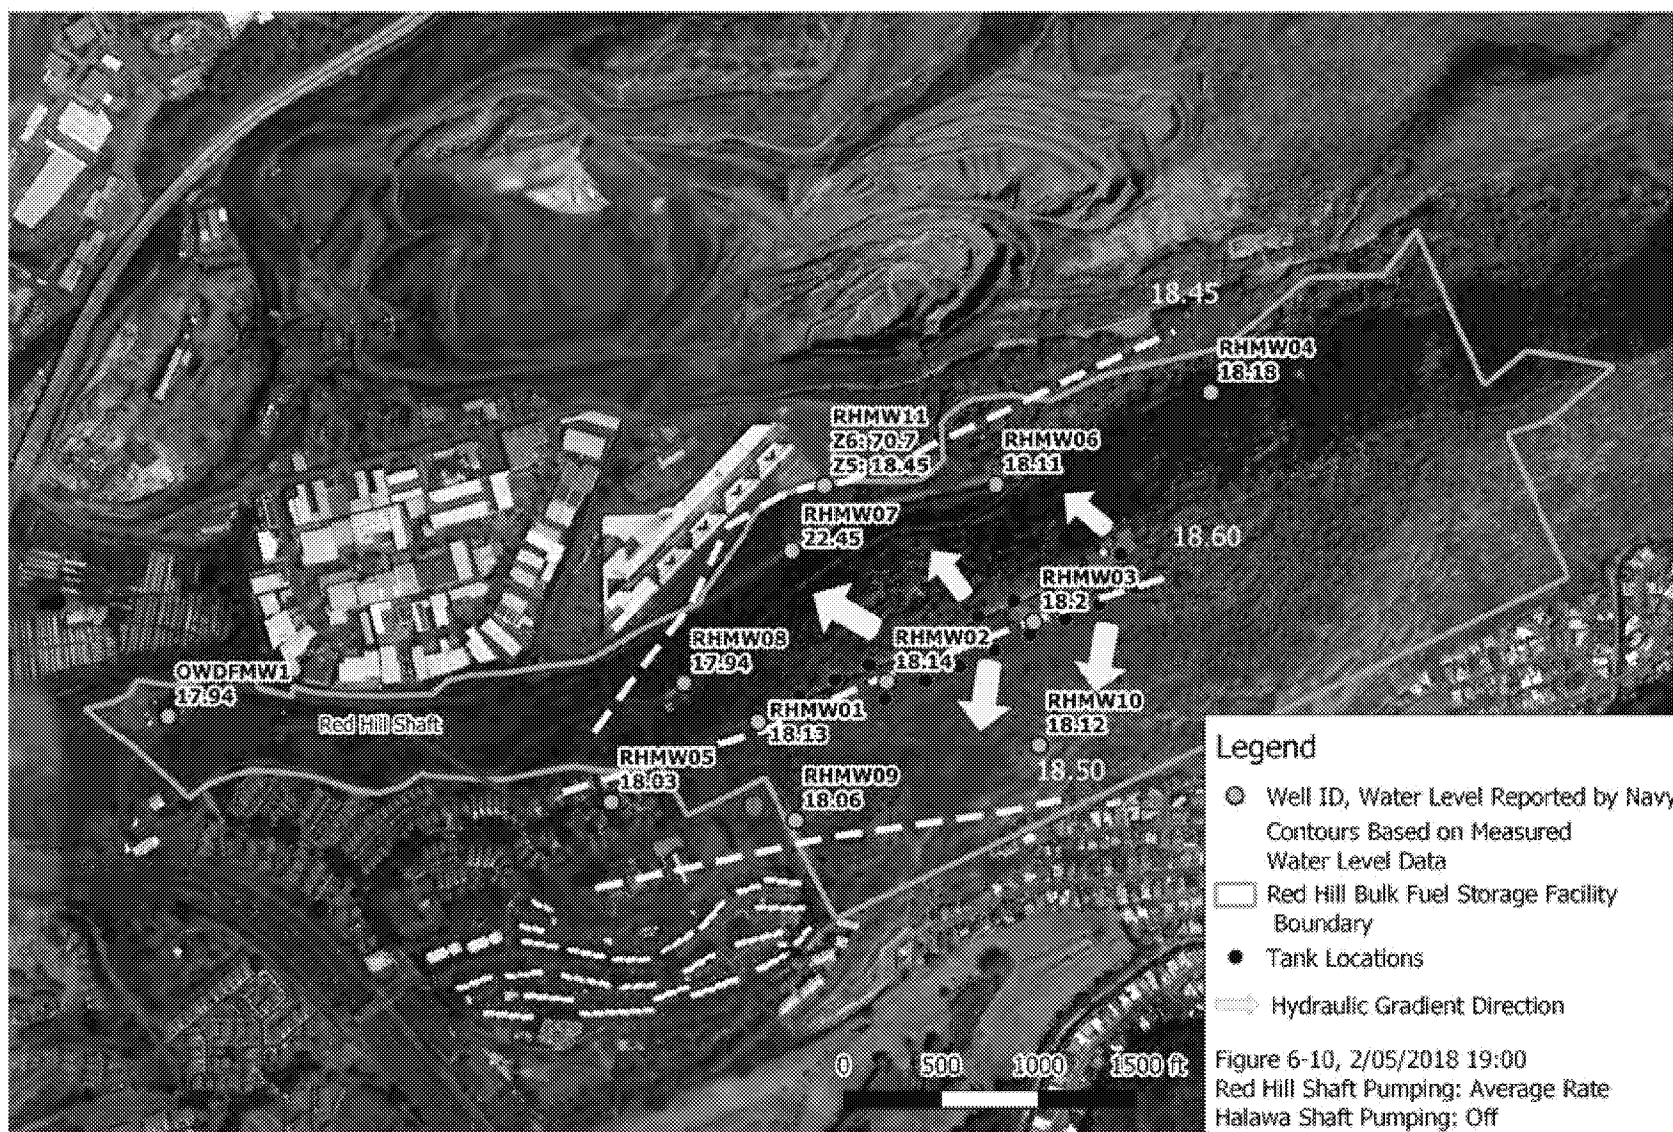 18.45
RHMW04
18.18
RHMW11
Z6: 70.7
Z5: 18.45
RHMW06
18.11
RHMW07
22.45
18.60
RHMW03
18.2
RHMW08
17.94
RHMW02
18.14
OWDFMW1
17.94
Red Hill Shaft
RHMW01
18.13
RHMW10
18.12
RHMW05
18.03
18.50
RHMW09
18.06
Legend
Well ID, Water Level Reported by Navy
Contours Based on Measured
Water Level Data
Red Hill Bulk Fuel Storage Facility
Boundary
Tank Locations
Hydraulic Gradient Direction
0 500 1000 1500 ft
Figure 6-10, 2/05/2018 19:00
Red Hill Shaft Pumping: Average Rate
Halawa Shaft Pumping: Off